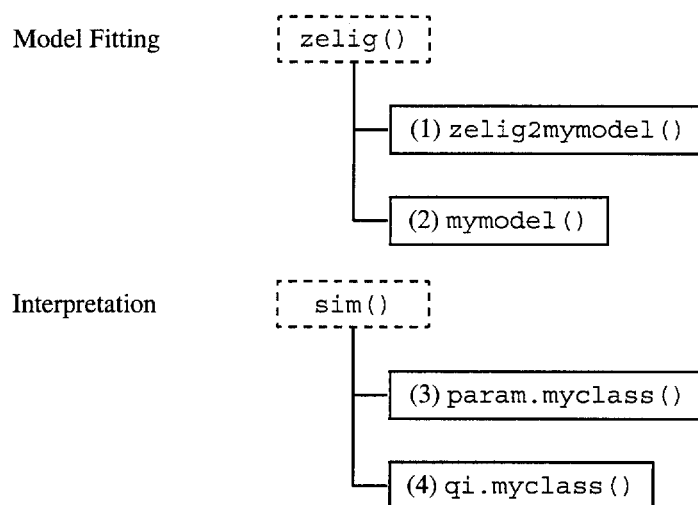 Model Fitting
zelig()
(1) zelig2mymodel()
(2) mymodel()
Interpretation
sim()
(3) param.myclass()
(4) qi.myclass()